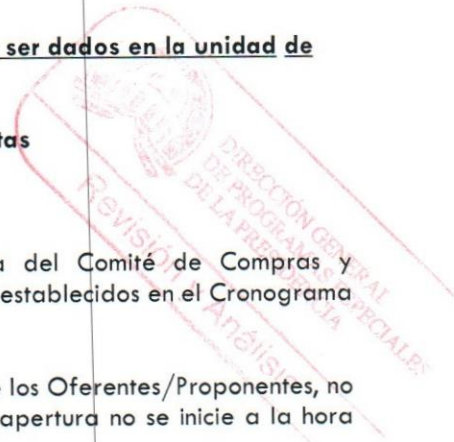 ser dados en la unidad de
tas
a del Comité de Compras y
establecidos en el Cronograma
e los Oferentes/Proponentes, no
apertura no se inicie a la hora
DIRECCIÓN GENERAL
DE PROGRAMAS ESPECIALES
DE LA PRESIDENCIA
Revisión y Análisis